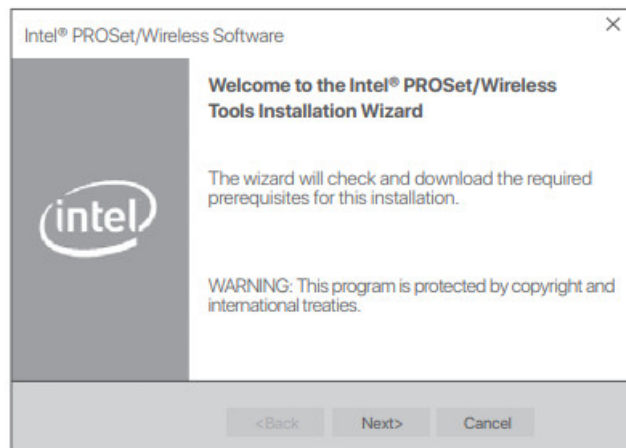 Intel® PROSet/Wireless Software
Welcome to the Intel® PROSet/Wireless
Tools Installation Wizard
The wizard will check and download the required
prerequisites for this installation.
intel
WARNING: This program is protected by copyright and
international treaties.
<Back Next> Cancel